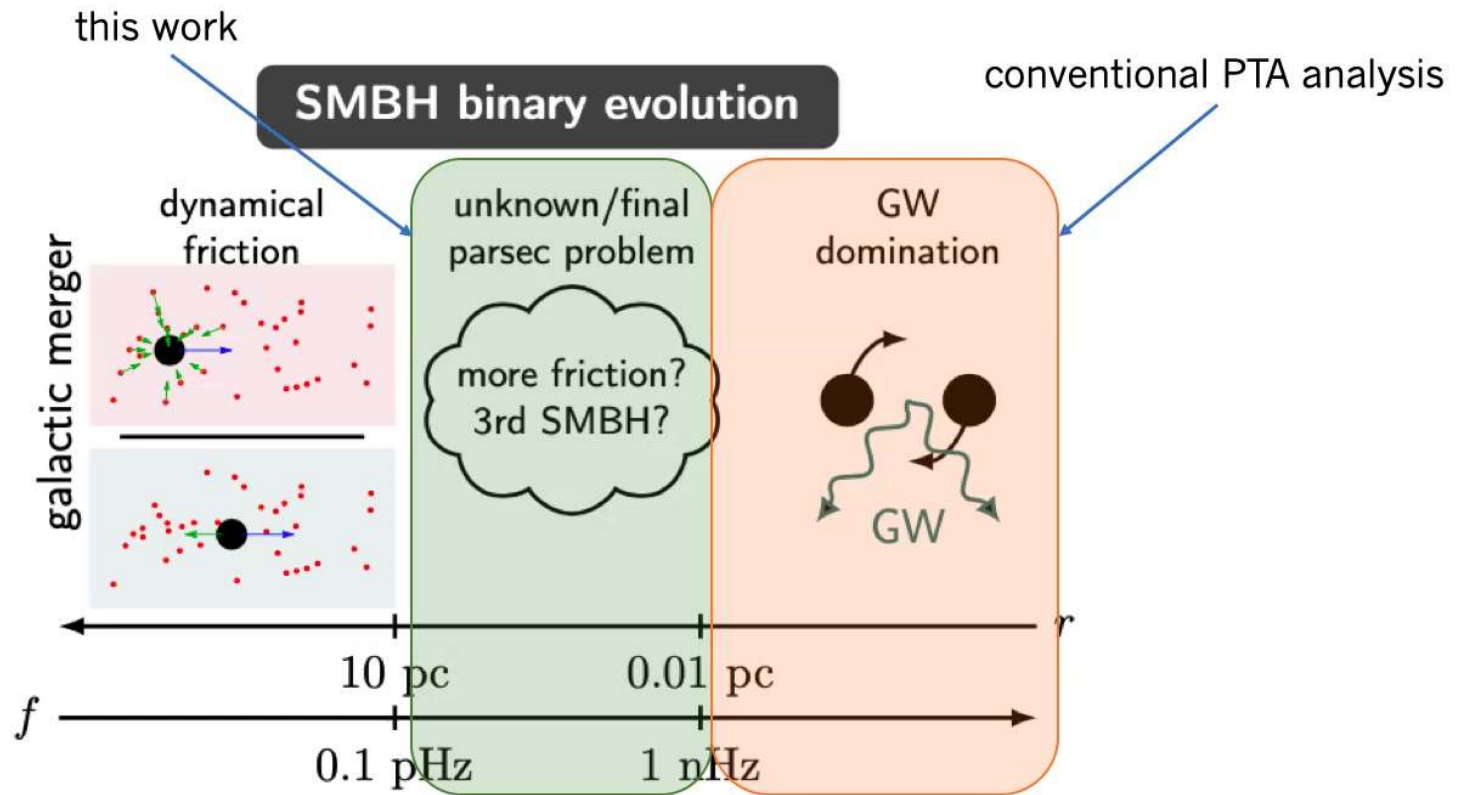 this work
conventional PTA analysis
SMBH binary evolution
dynamical
friction
unknown/final
parsec problem
GW
domination
galactic merger
more friction?
3rd SMBH?
GW
r
10 pc
0.01 pc
f
0.1 pHz
1 nHz